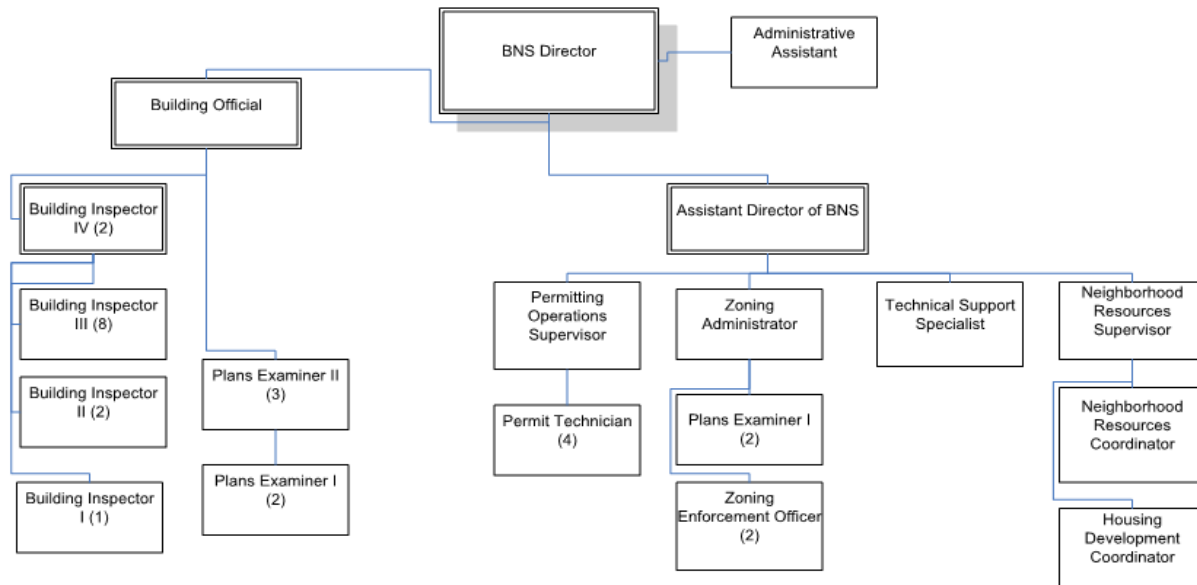 BNS Director
Administrative
Assistant
Building Official
Building Inspector
IV (2)
Assistant Director of BNS
Building Inspector
III (8)
Permitting
Operations
Supervisor
Zoning
Administrator
Technical Support
Specialist
Neighborhood
Resources
Supervisor
Plans Examiner II
(3)
Building Inspector
II (2)
Permit Technician
(4)
Plans Examiner I
(2)
Neighborhood
Resources
Coordinator
Plans Examiner I
(2)
Building Inspector
I (1)
Zoning
Enforcement Officer
(2)
Housing
Development
Coordinator